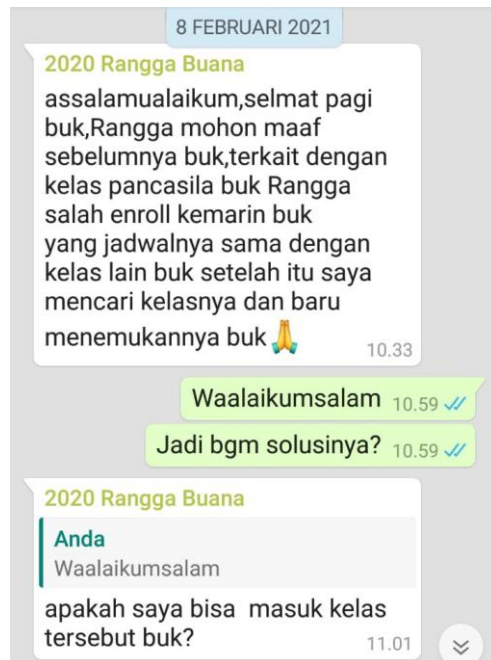 8 FEBRUARI 2021
2020 Rangga Buana
assalamualaikum,selmat pagi
buk,Rangga mohon maaf
sebelumnya buk,terkait dengan
kelas pancasila buk Rangga
salah enroll kemarin buk
yang jadwalnya sama dengan
kelas lain buk setelah itu saya
mencari kelasnya dan baru
menemukannya buk🙏
10.33
Waalaikumsalam 10.59
Jadi bgm solusinya? 10.59
2020 Rangga Buana
Anda
Waalaikumsalam
apakah saya bisa masuk kelas
tersebut buk?
11.01